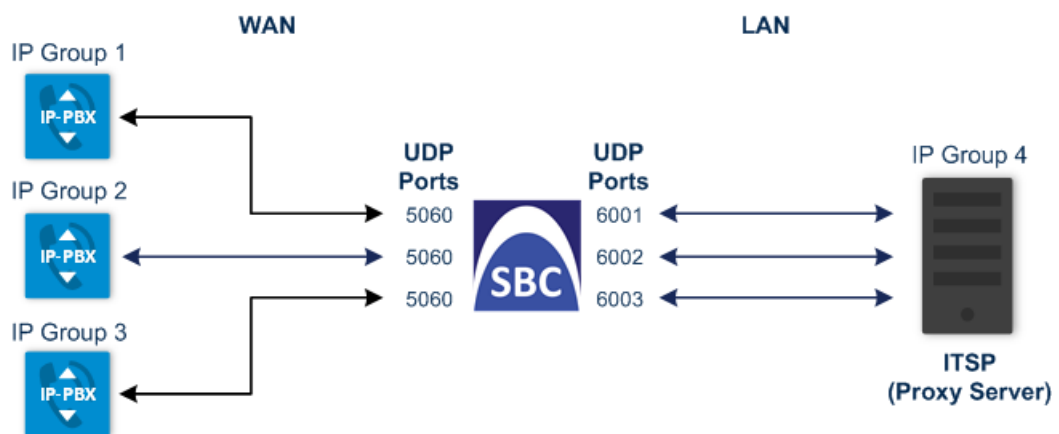 WAN
LAN
IP Group 1
IP-PBX
UDP
Ports
UDP
Ports
IP Group 4
IP Group 2
5060
6001
IP-PBX
5060
6002
SBC
5060
6003
IP Group 3
IP-PBX
ITSP
(Proxy Server)